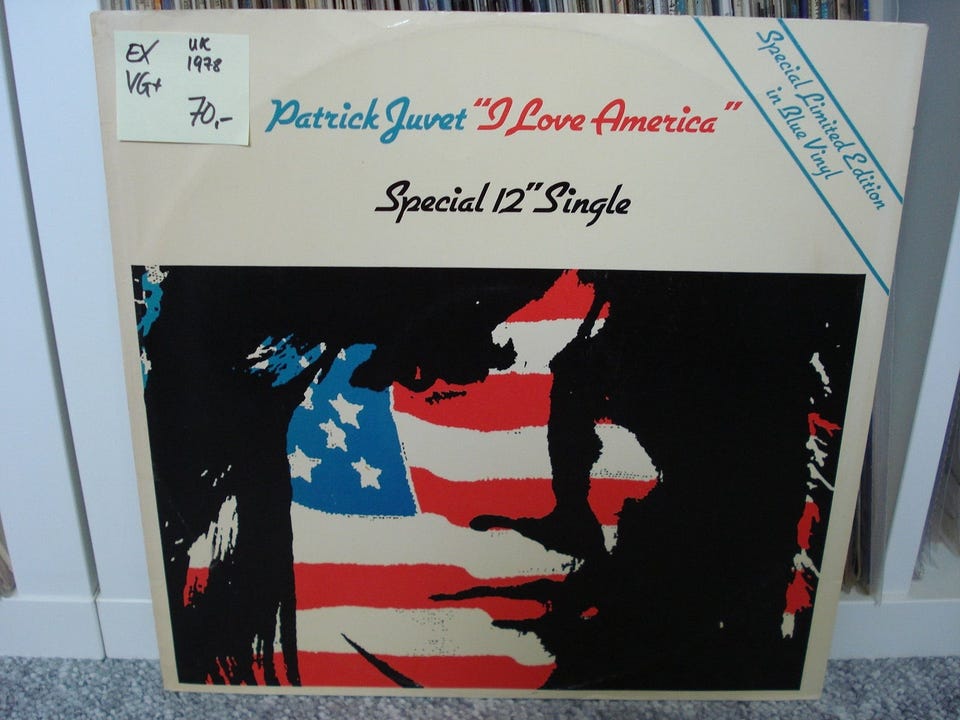 EX UK
VG+ 1978
70,-
Patrick Juvet "I Love America"
Special 12" Single
Special Limited Edition
in Blue Vinyl